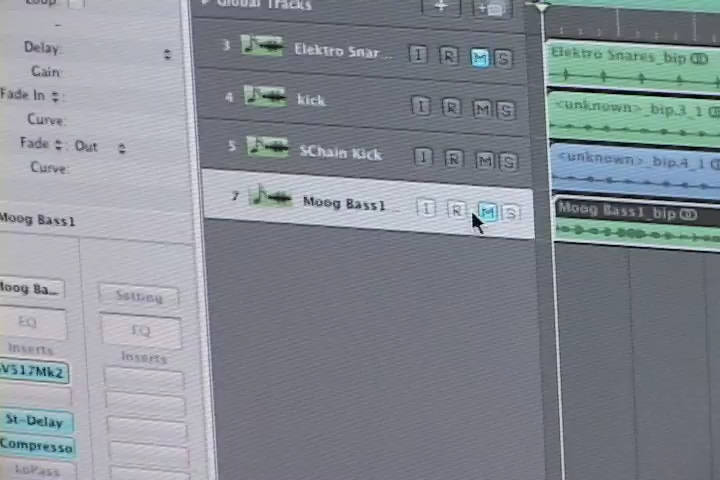 Loop
Global Tracks
Delay:
Gain:
Fade In :
Curve:
Fade : Out
Curve:
3 Elektro Snar... I R M S
Elektro Snares_bip
4 kick I R M S
<unknown>_bip.3_1
5 SChain Kick I R M S
<unknown>_bip.4_1
7 Moog Bass1... I R M S
Moog Bass1_bip
Moog Bass1
Moog Ba...
Setting
EQ
EQ
Inserts
Inserts
VS17Mk2
St-Delay
Compresso
LoPass